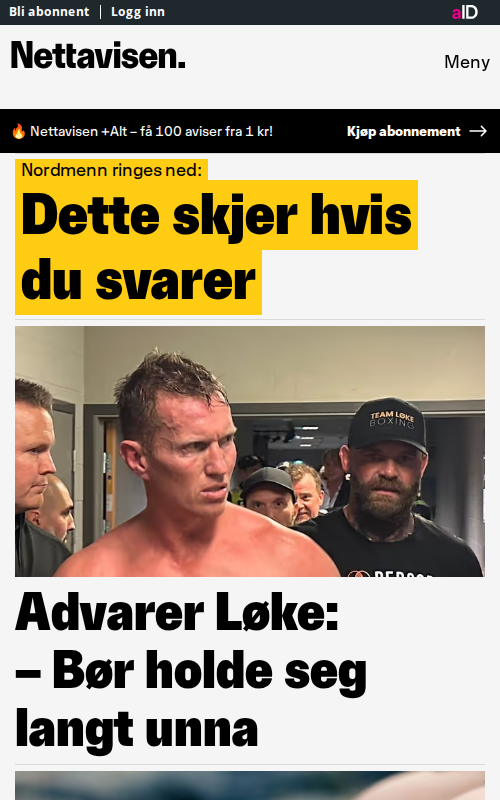 Bli abonnent | Logg inn
aID
Nettavisen.
Meny
🔥 Nettavisen +Alt – få 100 aviser fra 1 kr!
Kjøp abonnement →
Nordmenn ringes ned:
Dette skjer hvis
du svarer
TEAM LØKE
BOXING
Advarer Løke:
– Bør holde seg
langt unna